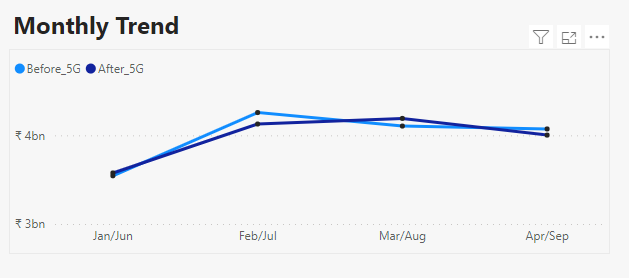 Monthly Trend
Before_5G After_5G
₹ 4bn
₹ 3bn
Jan/Jun Feb/Jul Mar/Aug Apr/Sep